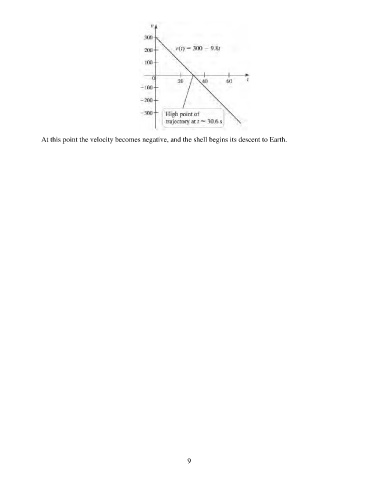 v
300
v(t) = 300 − 9.8t
200
100
0
20
40
60
t
−100
−200
−300
High point of
trajectory at t ≈ 30.6 s
At this point the velocity becomes negative, and the shell begins its descent to Earth.
9